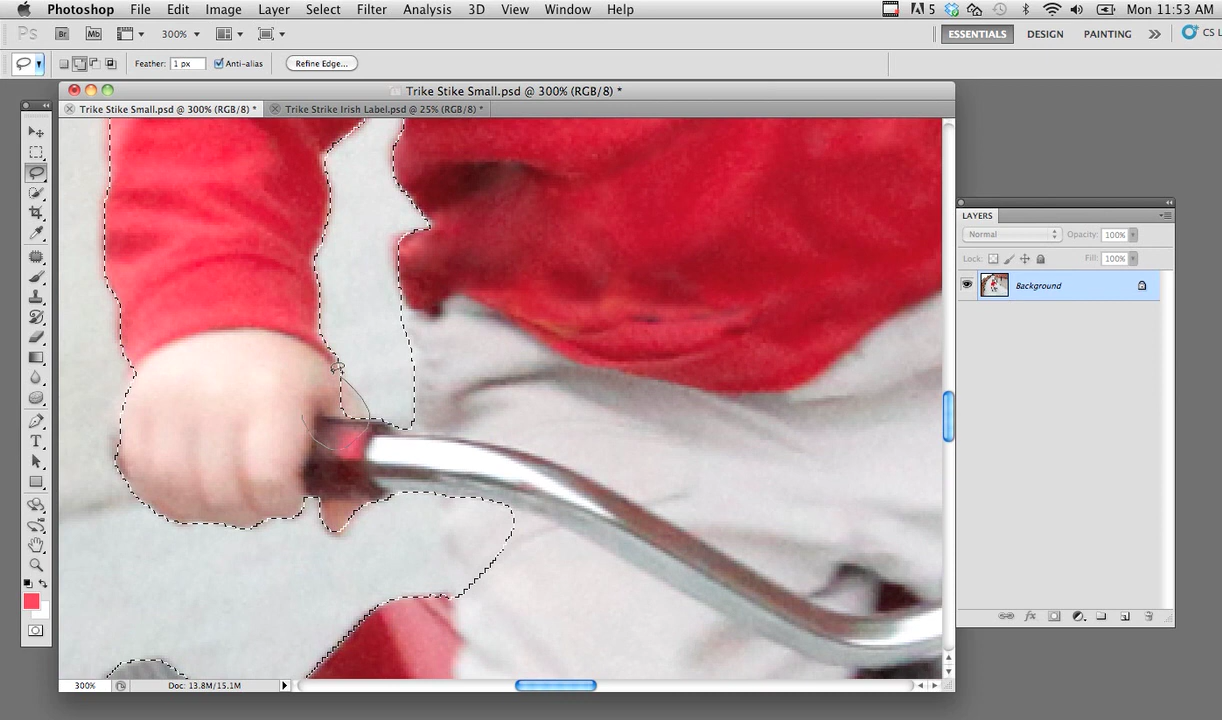 Photoshop File Edit Image Layer Select Filter Analysis 3D View Window Help 5 Mon 11:53 AM
Ps Br Mb 300% ESSENTIALS DESIGN PAINTING >> CS L
Feather: 1 px Anti-alias Refine Edge...
Trike Stike Small.psd @ 300% (RGB/8) *
Trike Stike Small.psd @ 300% (RGB/8) * Trike Strike Irish Label.psd @ 25% (RGB/8) *
LAYERS
Normal Opacity: 100%
Lock: Fill: 100%
Background
T
300% Doc: 13.8M/15.1M
fx